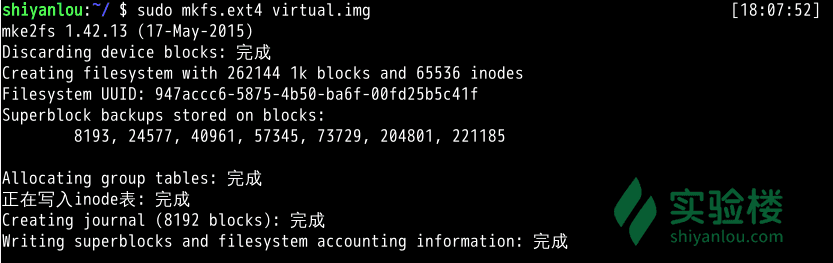 shiyanlou:~/ $ sudo mkfs.ext4 virtual.img [18:07:52]
mke2fs 1.42.13 (17-May-2015)
Discarding device blocks: 完成
Creating filesystem with 262144 1k blocks and 65536 inodes
Filesystem UUID: 947accc6-5875-4b50-ba6f-00fd25b5c41f
Superblock backups stored on blocks:
8193, 24577, 40961, 57345, 73729, 204801, 221185
Allocating group tables: 完成
正在写入inode表: 完成
Creating journal (8192 blocks): 完成
Writing superblocks and filesystem accounting information: 完成
实验楼
shiyanlou.com